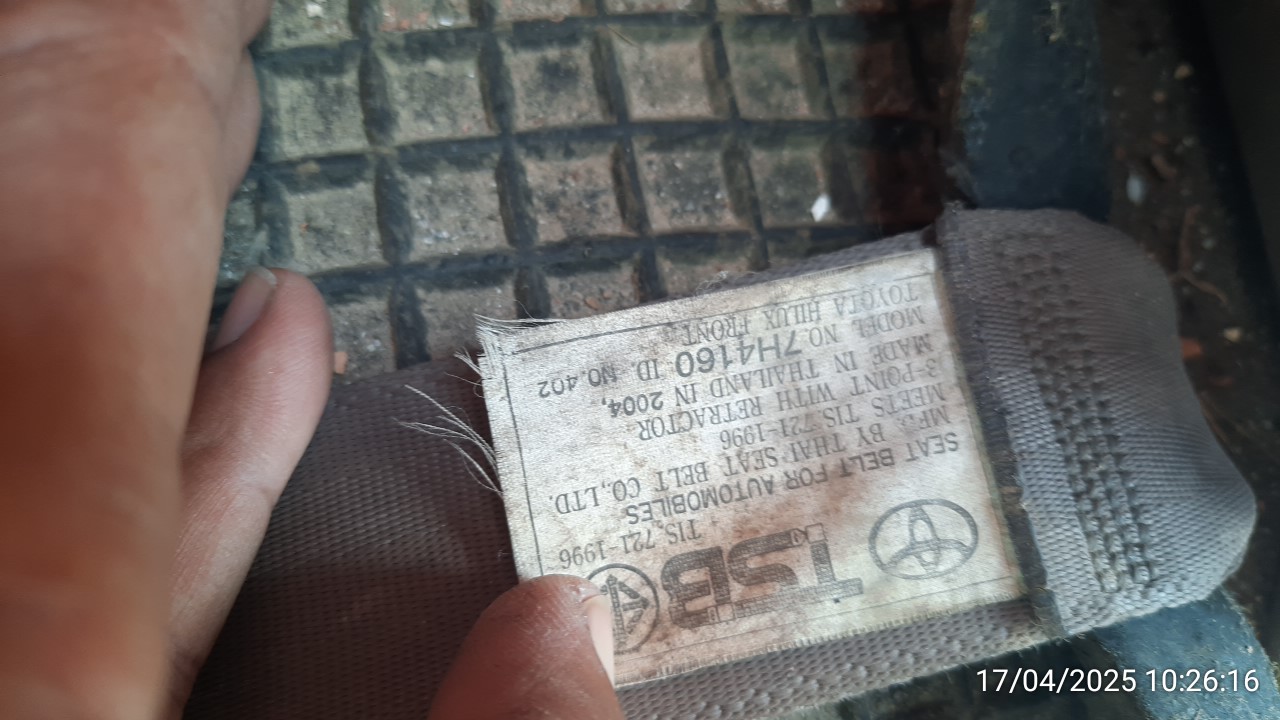 TSB
TIS. 721-1996
SEAT BELT FOR AUTOMOBILES
MFG. BY THAI SEAT BELT CO.,LTD.
MEETS TIS. 721-1996
3-POINT WITH RETRACTOR
MADE IN THAILAND IN 2004,
MODEL NO. 7H4160 ID. NO.402
TOYOTA HILUX FRONT
17/04/2025 10:26:16